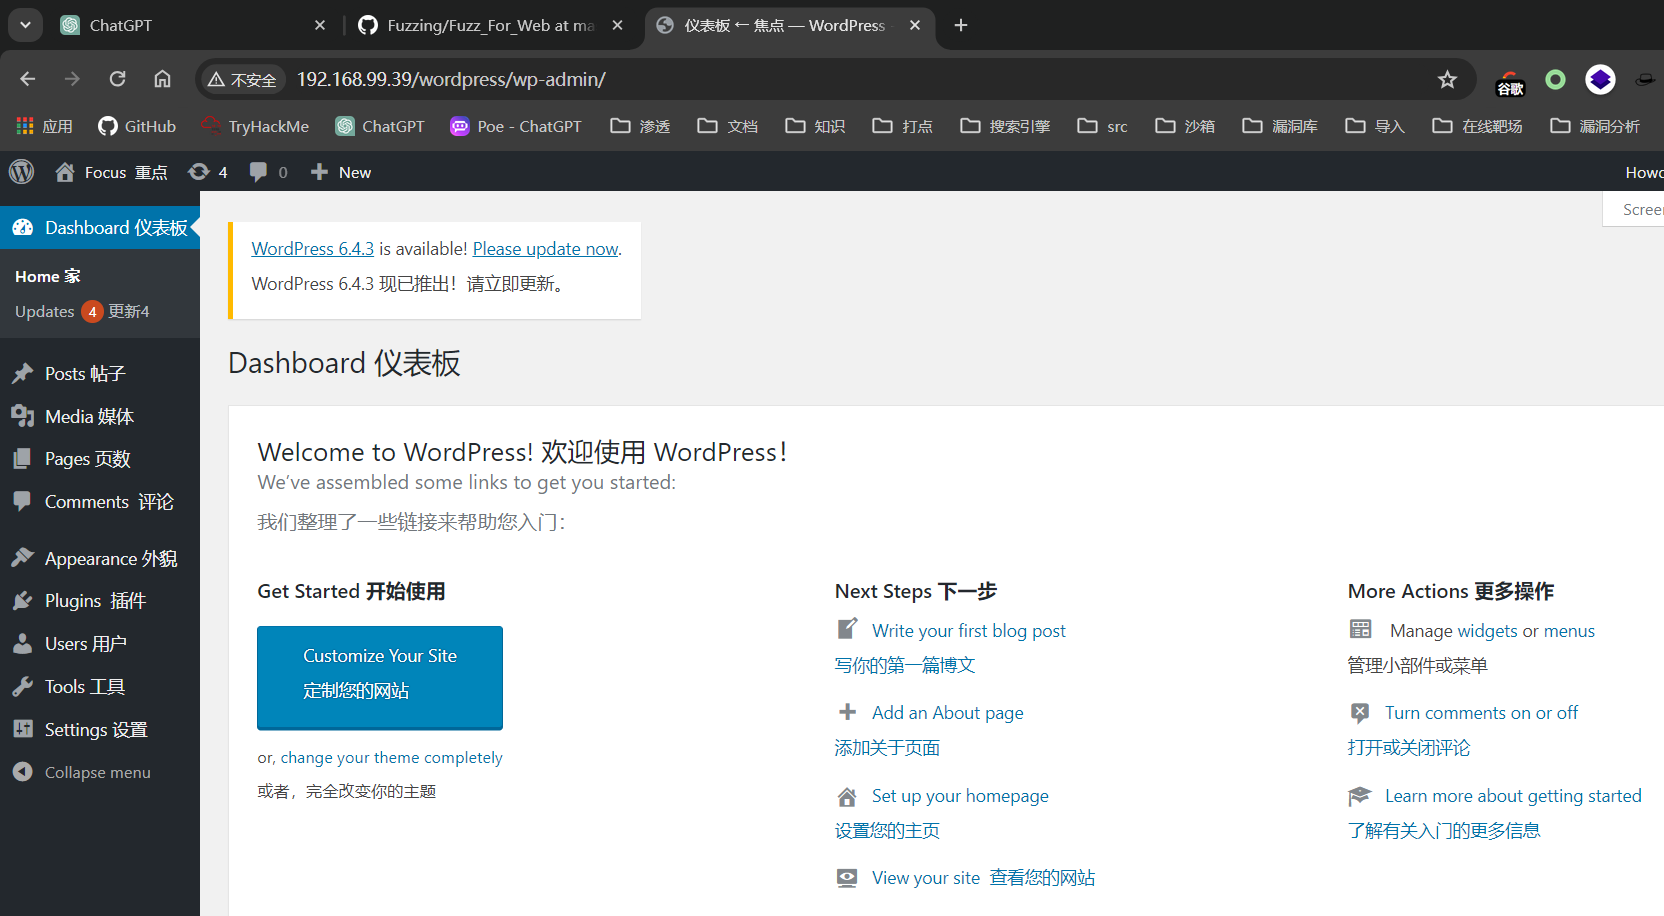 ChatGPT
Fuzzing/Fuzz_For_Web at ma
仪表板 ← 焦点 — WordPress
不安全
192.168.99.39/wordpress/wp-admin/
谷歌
应用
GitHub
TryHackMe
ChatGPT
Poe - ChatGPT
渗透
文档
知识
打点
搜索引擎
src
沙箱
漏洞库
导入
在线靶场
漏洞分析
Focus 重点
4
0
New
Howd
Screen
Dashboard 仪表板
Home 家
Updates 4 更新4
Posts 帖子
Media 媒体
Pages 页数
Comments 评论
Appearance 外貌
Plugins 插件
Users 用户
Tools 工具
Settings 设置
Collapse menu
WordPress 6.4.3 is available! Please update now.
WordPress 6.4.3 现已推出！请立即更新。
Dashboard 仪表板
Welcome to WordPress! 欢迎使用 WordPress！
We’ve assembled some links to get you started:
我们整理了一些链接来帮助您入门：
Get Started 开始使用
Customize Your Site
定制您的网站
or, change your theme completely
或者，完全改变你的主题
Next Steps 下一步
Write your first blog post
写你的第一篇博文
Add an About page
添加关于页面
Set up your homepage
设置您的主页
View your site 查看您的网站
More Actions 更多操作
Manage widgets or menus
管理小部件或菜单
Turn comments on or off
打开或关闭评论
Learn more about getting started
了解有关入门的更多信息